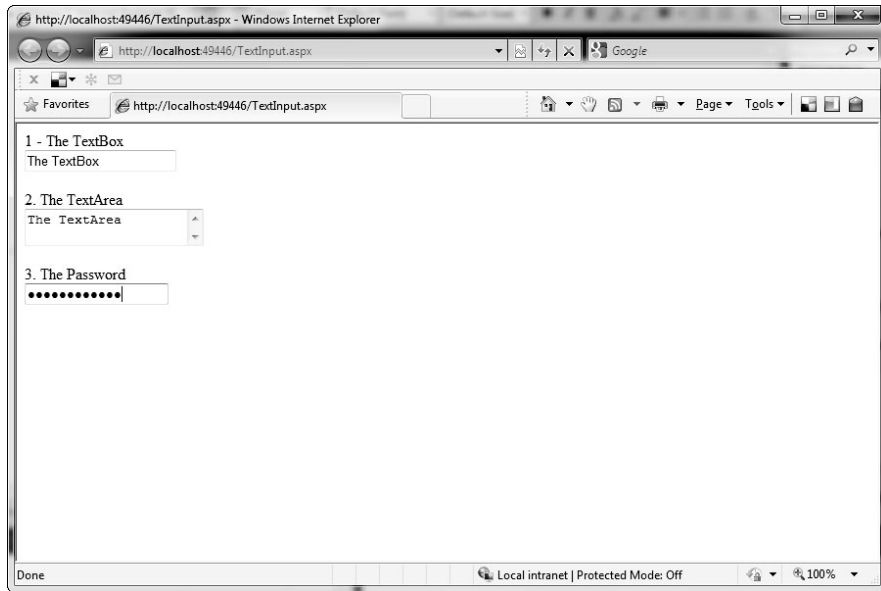 http://localhost:49446/TextInput.aspx - Windows Internet Explorer
http://localhost:49446/TextInput.aspx
Google
Favorites
http://localhost:49446/TextInput.aspx
Page
Tools
1 - The TextBox
The TextBox
2. The TextArea
The TextArea
3. The Password
●●●●●●●●●●●●
Done
Local intranet | Protected Mode: Off
100%